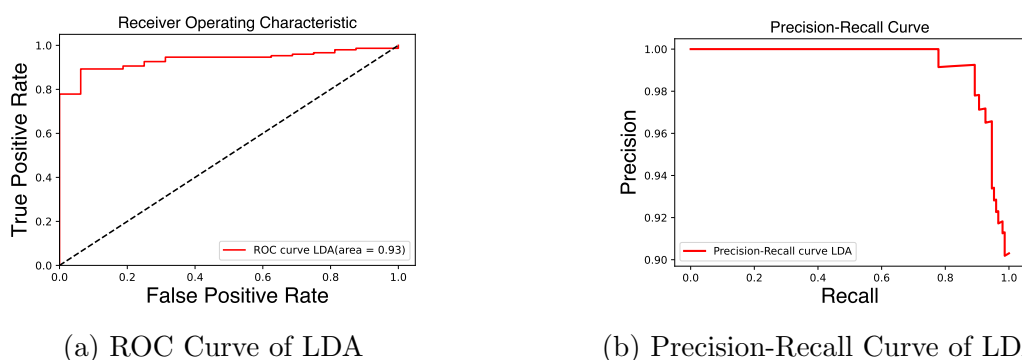 Receiver Operating Characteristic
1.0
0.8
0.6
0.4
0.2
0.0
True Positive Rate
ROC curve LDA(area = 0.93)
0.0 0.2 0.4 0.6 0.8 1.0
False Positive Rate
(a) ROC Curve of LDA
Precision-Recall Curve
1.00
0.98
0.96
0.94
0.92
0.90
Precision
Precision-Recall curve LDA
0.0 0.2 0.4 0.6 0.8 1.0
Recall
(b) Precision-Recall Curve of LD